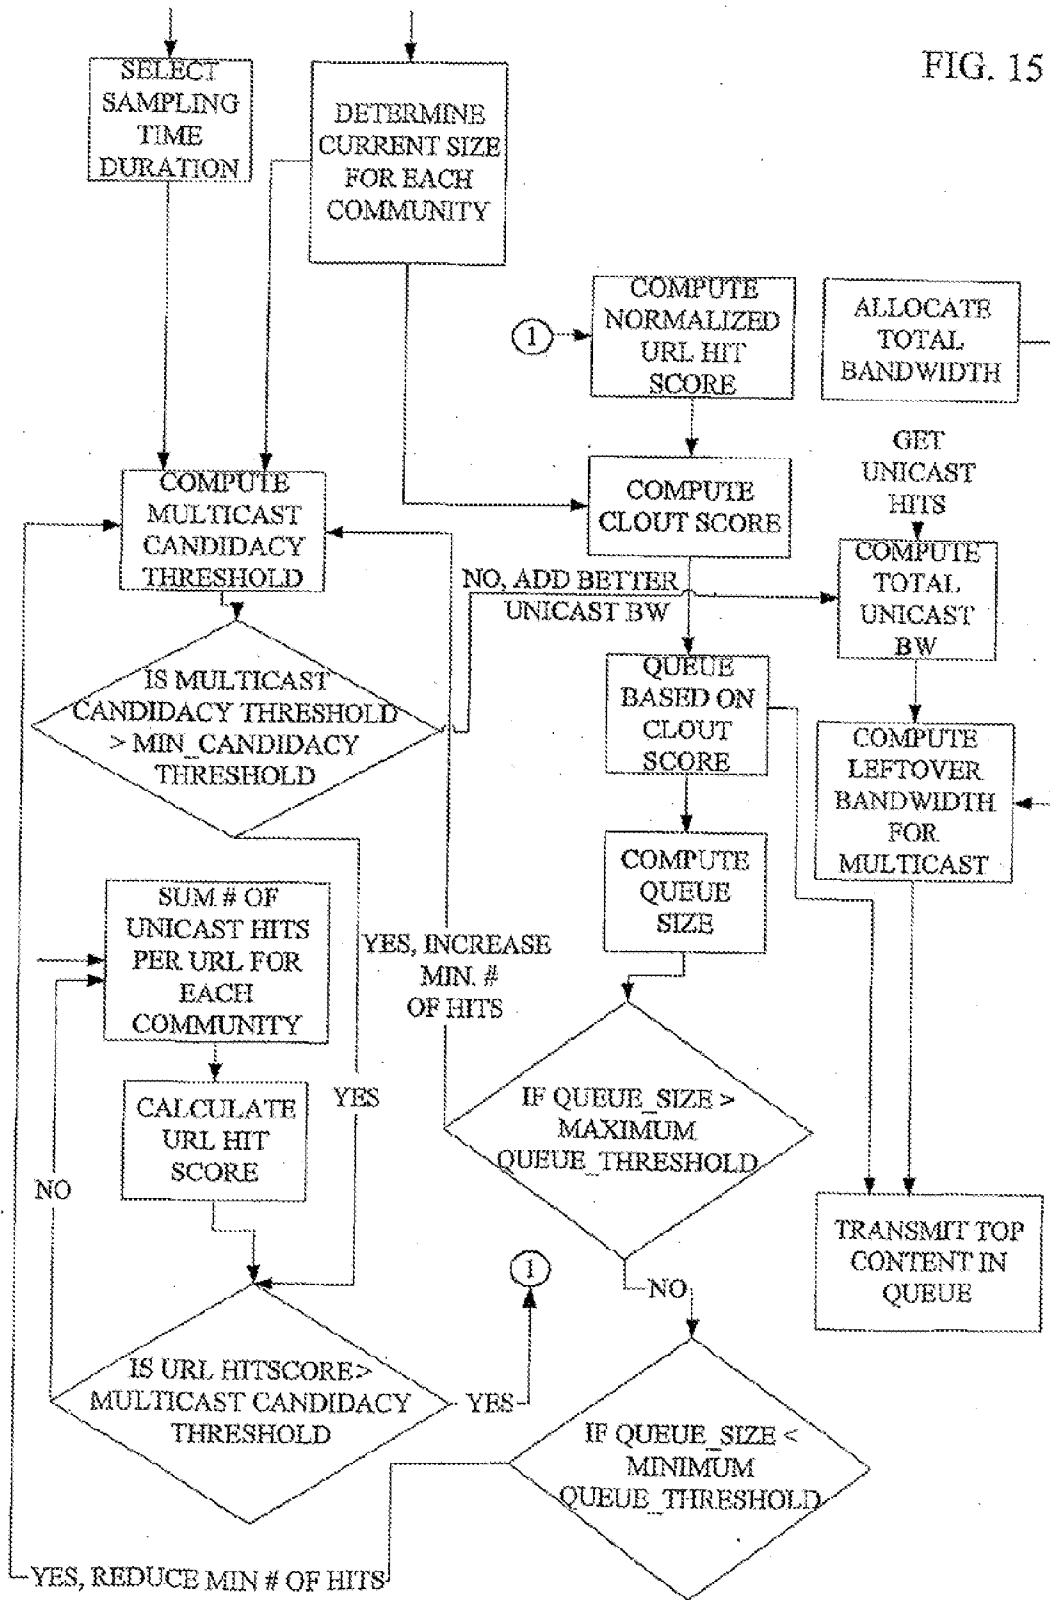 FIG. 15
SELECT
SAMPLING
TIME
DURATION
DETERMINE
CURRENT SIZE
FOR EACH
COMMUNITY
COMPUTE
NORMALIZED
URL HIT
SCORE
1
ALLOCATE
TOTAL
BANDWIDTH
GET
UNICAST
HITS
COMPUTE
MULTICAST
CANDIDACY
THRESHOLD
COMPUTE
CLOUT SCORE
COMPUTE
TOTAL
UNICAST
BW
NO, ADD BETTER
UNICAST BW
IS MULTICAST
CANDIDACY THRESHOLD
> MIN_CANDIDACY
THRESHOLD
QUEUE
BASED ON
CLOUT
SCORE
COMPUTE
LEFTOVER
BANDWIDTH
FOR
MULTICAST
COMPUTE
QUEUE
SIZE
SUM # OF
UNICAST HITS
PER URL FOR
EACH
COMMUNITY
YES, INCREASE
MIN. #
OF HITS
YES
CALCULATE
URL HIT
SCORE
NO
IF QUEUE_SIZE >
MAXIMUM
QUEUE_THRESHOLD
TRANSMIT TOP
CONTENT IN
QUEUE
1
NO
IS URL HITSCORE>
MULTICAST CANDIDACY
THRESHOLD
YES
IF QUEUE_SIZE <
MINIMUM
QUEUE_THRESHOLD
YES, REDUCE MIN # OF HITS